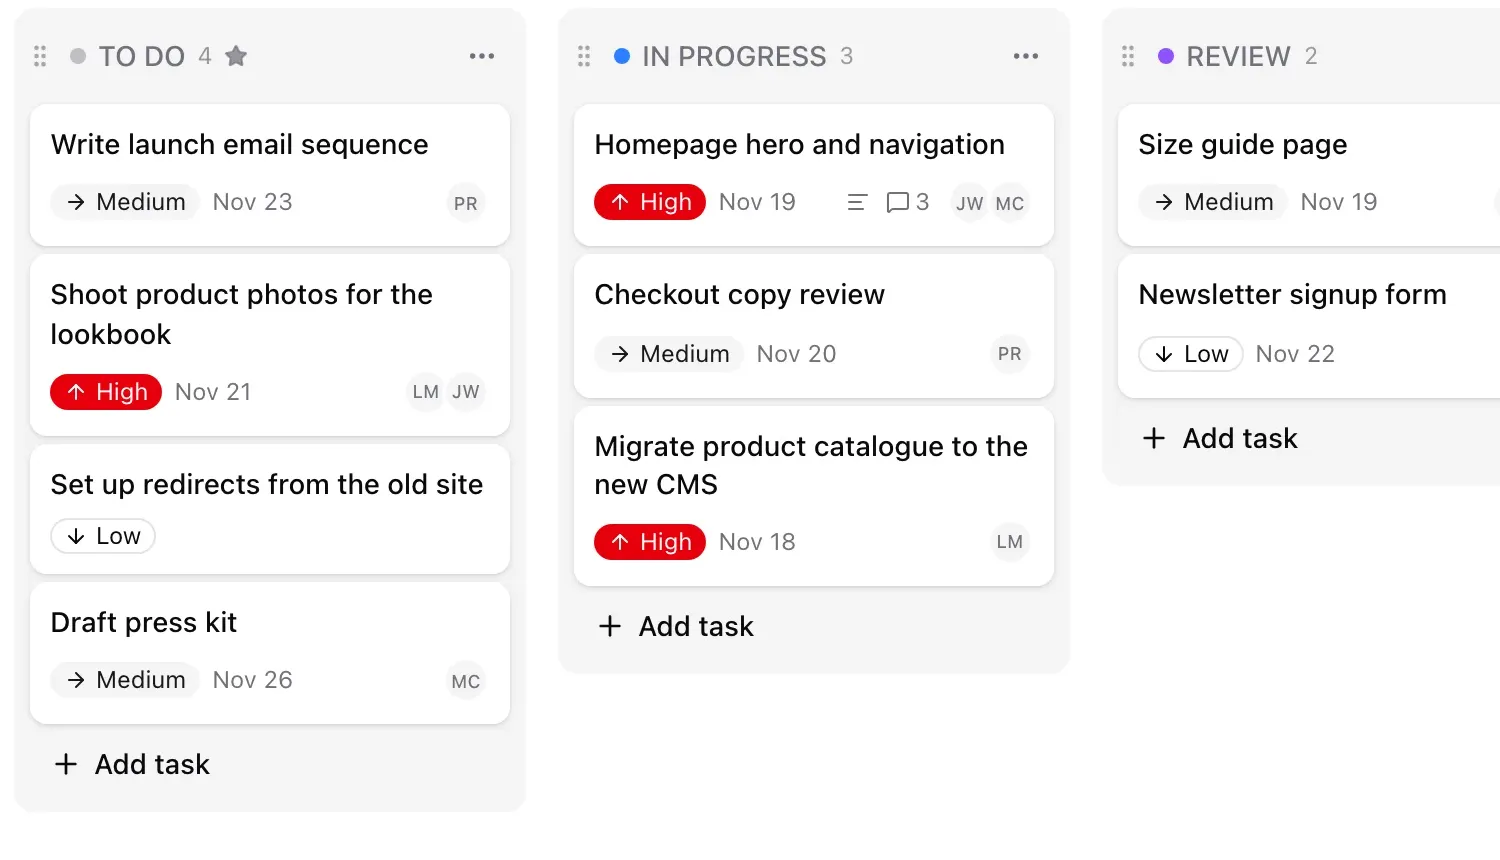 TO DO 4
Write launch email sequence
Medium Nov 23 PR
Shoot product photos for the
lookbook
High Nov 21 LM JW
Set up redirects from the old site
Low
Draft press kit
Medium Nov 26 MC
Add task
IN PROGRESS 3
Homepage hero and navigation
High Nov 19 3 JW MC
Checkout copy review
Medium Nov 20 PR
Migrate product catalogue to the
new CMS
High Nov 18 LM
Add task
REVIEW 2
Size guide page
Medium Nov 19
Newsletter signup form
Low Nov 22
Add task